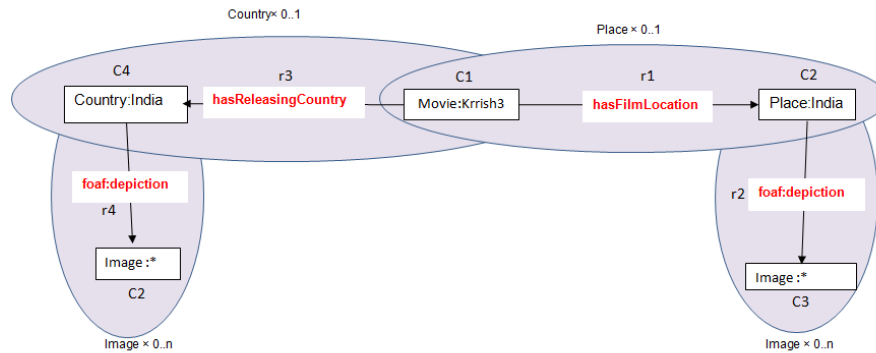 Country× 0..1
Place × 0..1
C4
r3
C1
r1
C2
Country:India
hasReleasingCountry
Movie:Krrish3
hasFilmLocation
Place:India
foaf:depiction
r4
r2
foaf:depiction
Image :*
C2
Image :*
C3
Image × 0..n
Image × 0..n